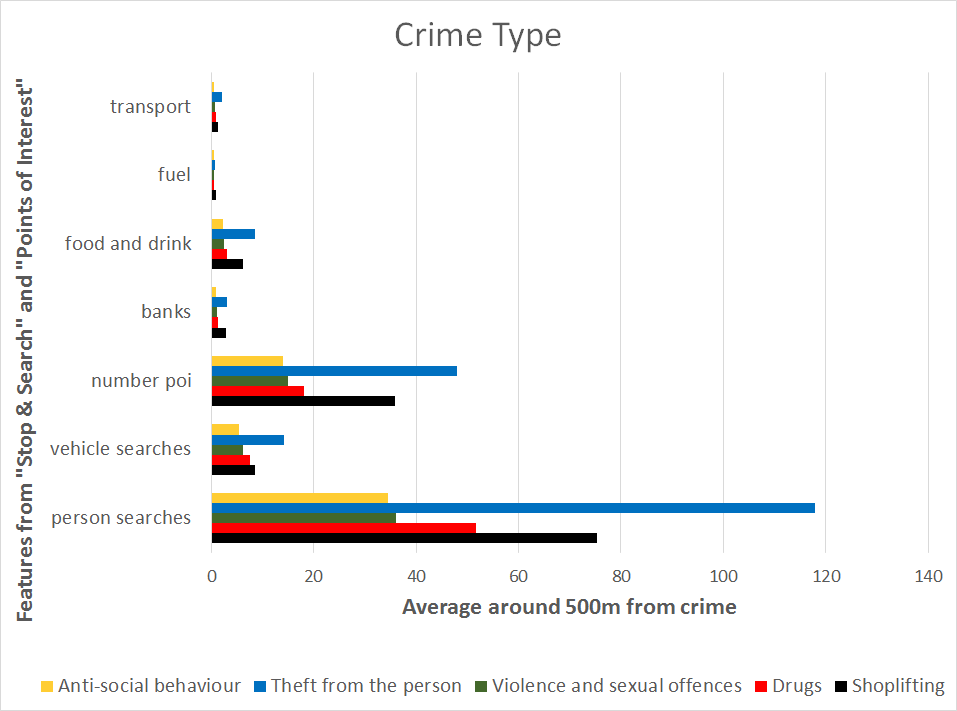 Crime Type
Features from "Stop & Search" and "Points of Interest"
transport
fuel
food and drink
banks
number poi
vehicle searches
person searches
0 20 40 60 80 100 120 140
Average around 500m from crime
Anti-social behaviour Theft from the person Violence and sexual offences Drugs Shoplifting